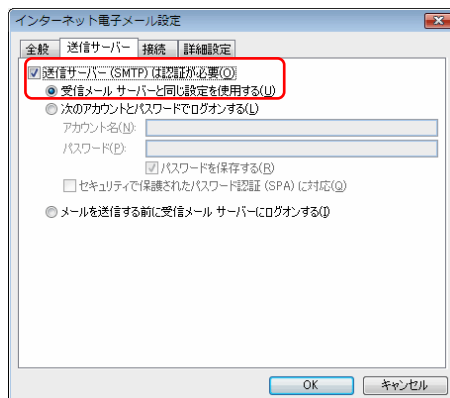 インターネット電子メール設定
全般 送信サーバー 接続 詳細設定
送信サーバー (SMTP) は認証が必要(O)
受信メール サーバーと同じ設定を使用する(U)
次のアカウントとパスワードでログオンする(L)
アカウント名(N):
パスワード(P):
パスワードを保存する(R)
セキュリティで保護されたパスワード認証 (SPA) に対応(Q)
メールを送信する前に受信メール サーバーにログオンする(I)
OK キャンセル